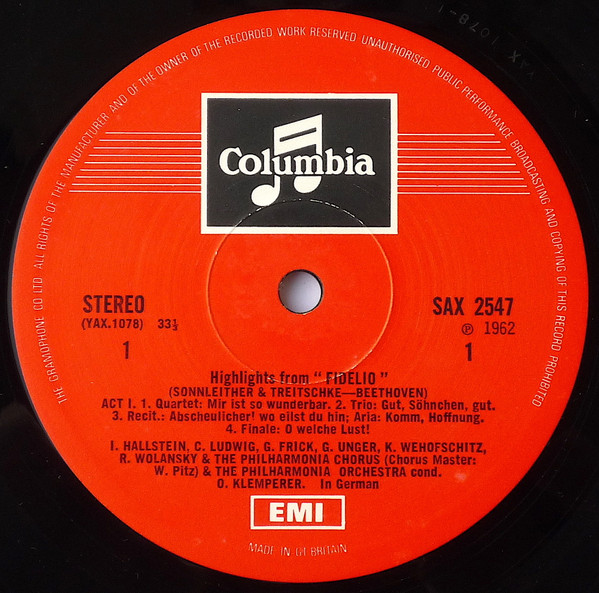 THE GRAMOPHONE CO LTD ALL RIGHTS OF THE MANUFACTURER AND OF THE OWNER OF THE RECORDED WORK RESERVED UNAUTHORISED PUBLIC PERFORMANCE BROADCASTING AND COPYING OF THIS RECORD PROHIBITED
YAX 1078-1
Columbia
STEREO
(YAX.1078) 33⅓
1
SAX 2547
℗ 1962
1
Highlights from “ FIDELIO ”
(SONNLEITHER & TREITSCHKE—BEETHOVEN)
ACT I. 1. Quartet: Mir ist so wunderbar. 2. Trio: Gut, Söhnchen, gut.
3. Recit.: Abscheulicher! wo eilst du hin; Aria: Komm, Hoffnung.
4. Finale: O welche Lust!
I. HALLSTEIN, C. LUDWIG, G. FRICK, G. UNGER, K. WEHOFSCHITZ,
R. WOLANSKY & THE PHILHARMONIA CHORUS (Chorus Master:
W. Pitz) & THE PHILHARMONIA ORCHESTRA cond.
O. KLEMPERER. In German
EMI
MADE IN GT BRITAIN